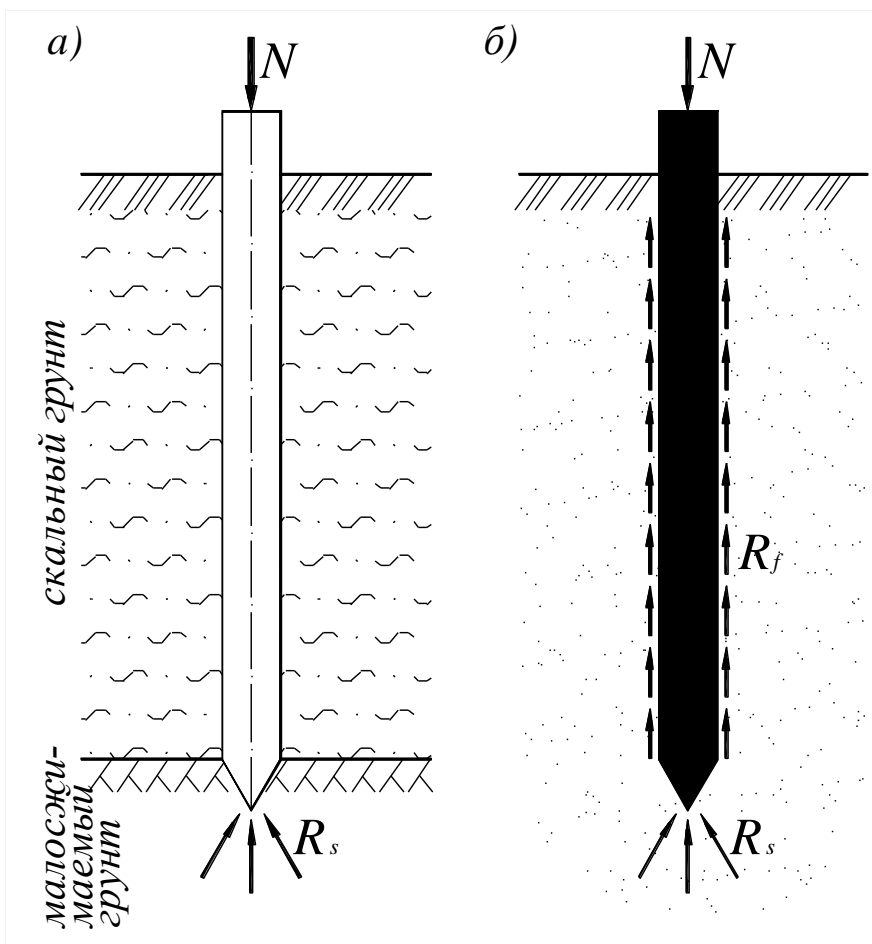 а)
N
скальный грунт
малосжи-
маемый
грунт
R s
б)
N
R f
R s